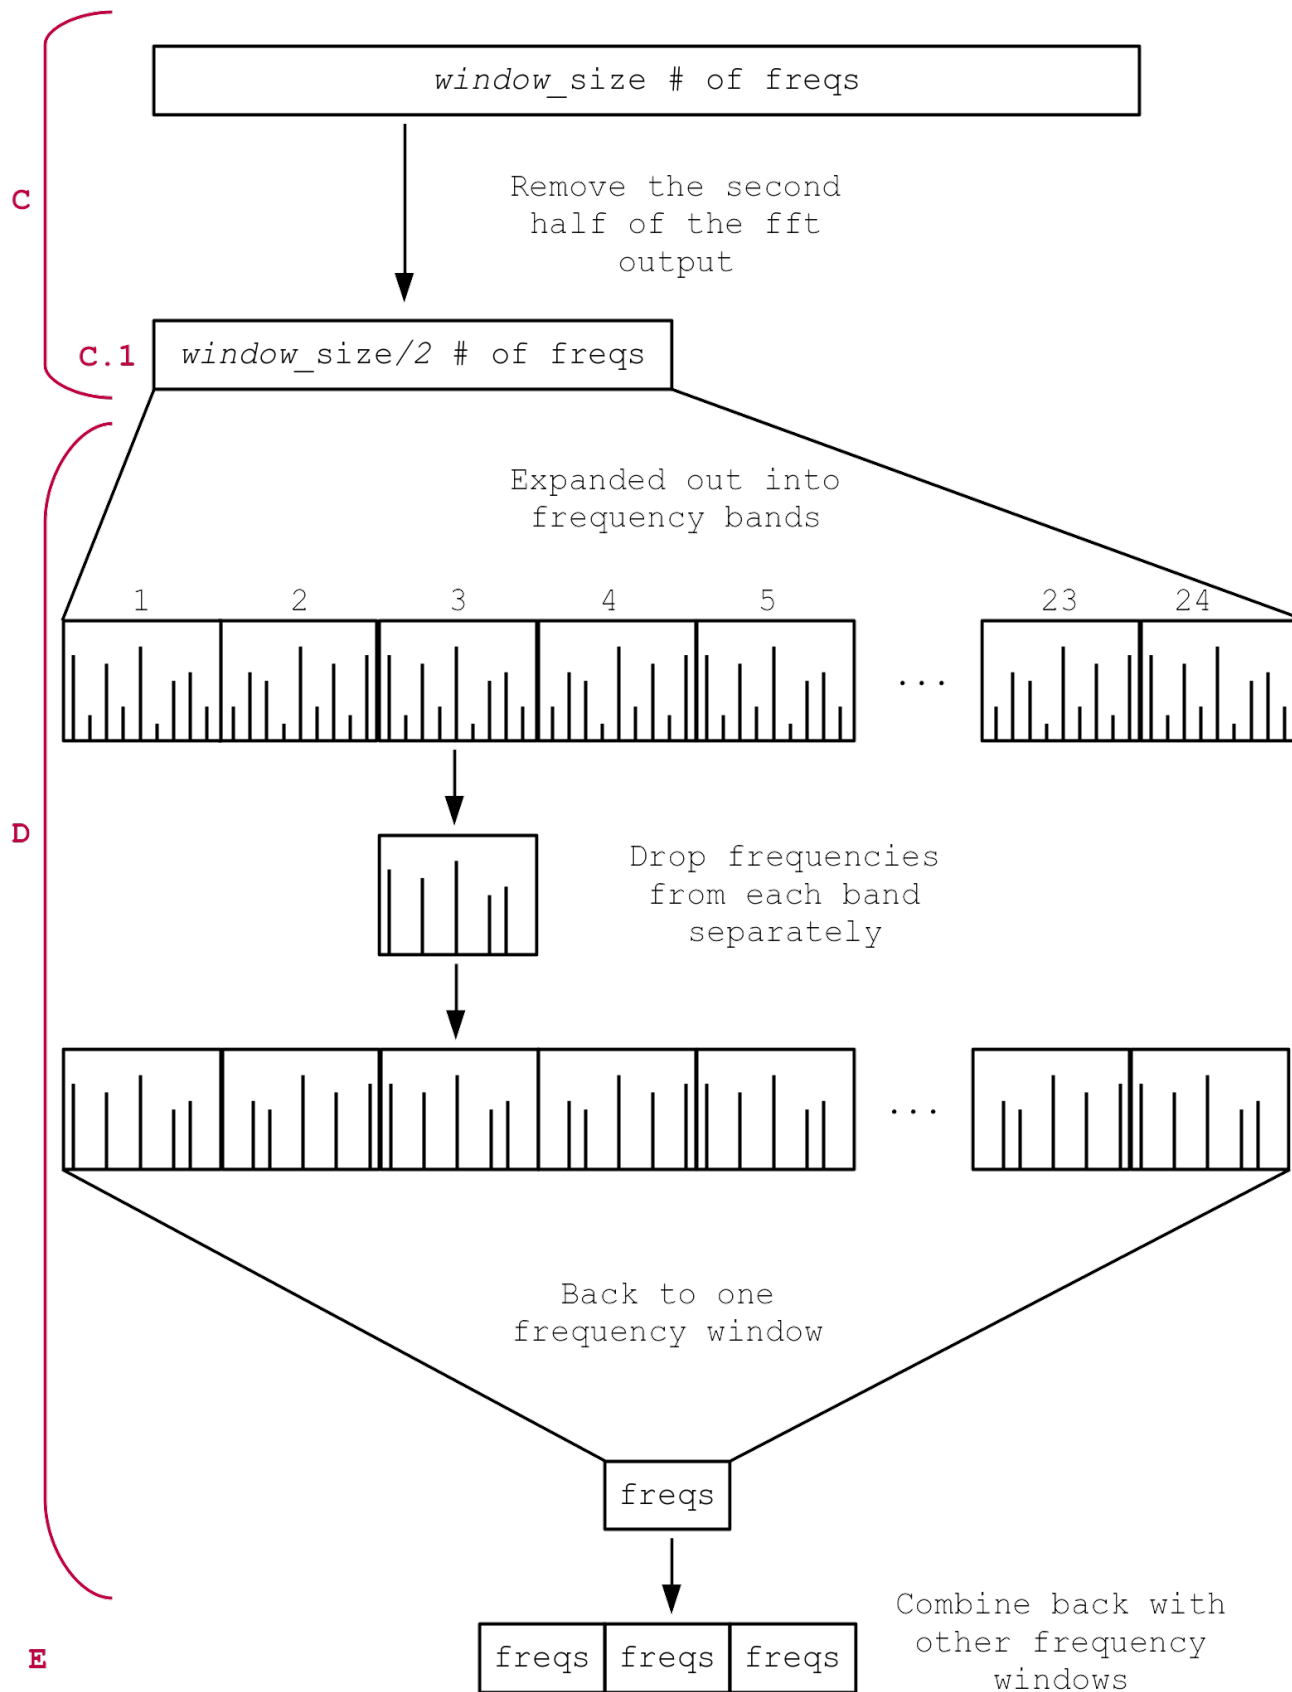 window_size # of freqs
C
Remove the second
half of the fft
output
C.1
window_size/2 # of freqs
Expanded out into
frequency bands
1 2 3 4 5 ... 23 24
D
Drop frequencies
from each band
separately
...
Back to one
frequency window
freqs
E
freqs freqs freqs
Combine back with
other frequency
windows